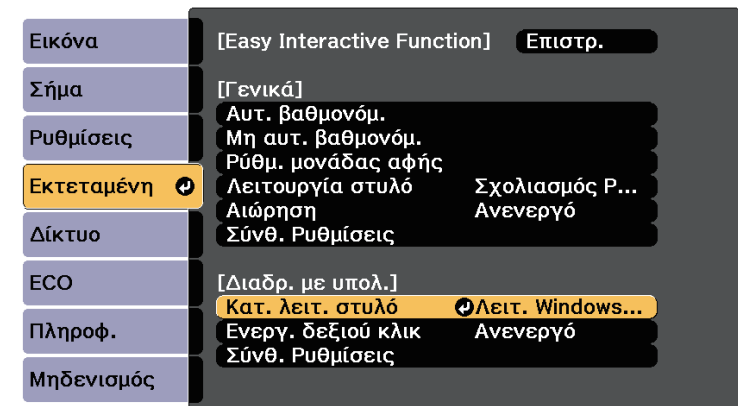 Εικόνα
Σήμα
Ρυθμίσεις
Εκτεταμένη
Δίκτυο
ECO
Πληροφ.
Μηδενισμός
[Easy Interactive Function] Επιστρ.
[Γενικά]
Αυτ. βαθμονόμ.
Μη αυτ. βαθμονόμ.
Ρύθμ. μονάδας αφής
Λειτουργία στυλό Σχολιασμός P...
Αιώρηση Ανενεργό
Σύνθ. Ρυθμίσεις
[Διαδρ. με υπολ.]
Κατ. λειτ. στυλό Λειτ. Windows...
Ενεργ. δεξιού κλικ Ανενεργό
Σύνθ. Ρυθμίσεις